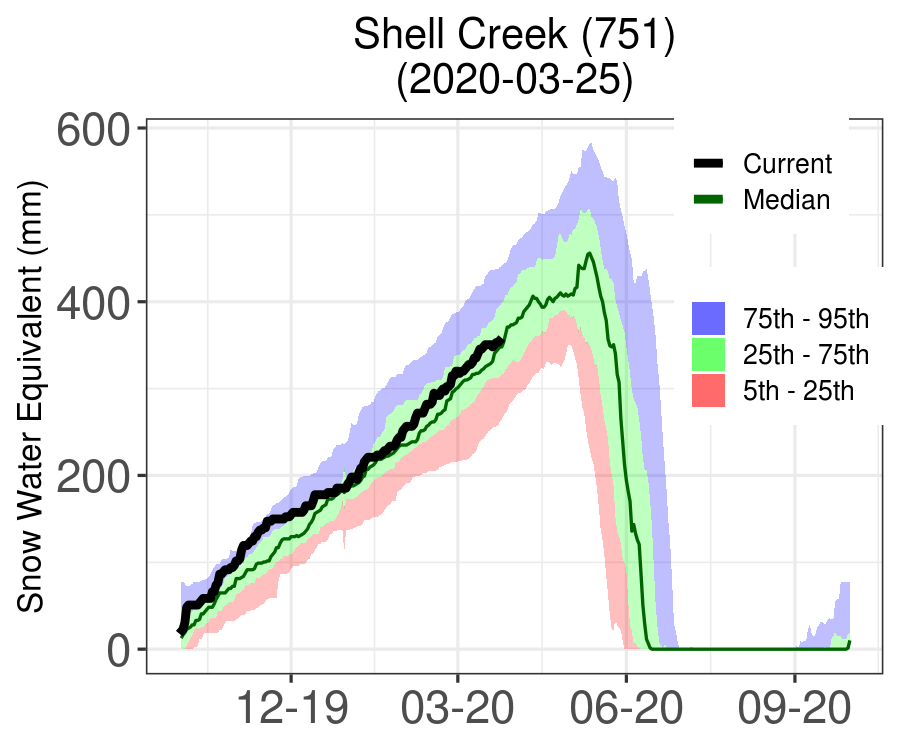 Shell Creek (751)
(2020-03-25)
Snow Water Equivalent (mm)
600
400
200
0
12-19
03-20
06-20
09-20
Current
Median
75th - 95th
25th - 75th
5th - 25th